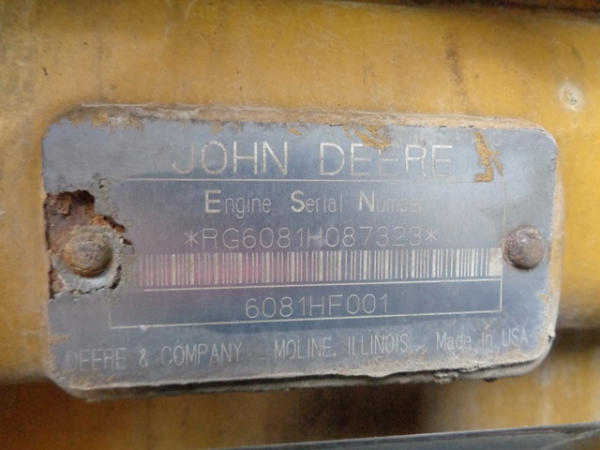 JOHN DEERE
Engine Serial Number
*RG6081H087323*
6081HF001
DEERE & COMPANY MOLINE, ILLINOIS Made in USA